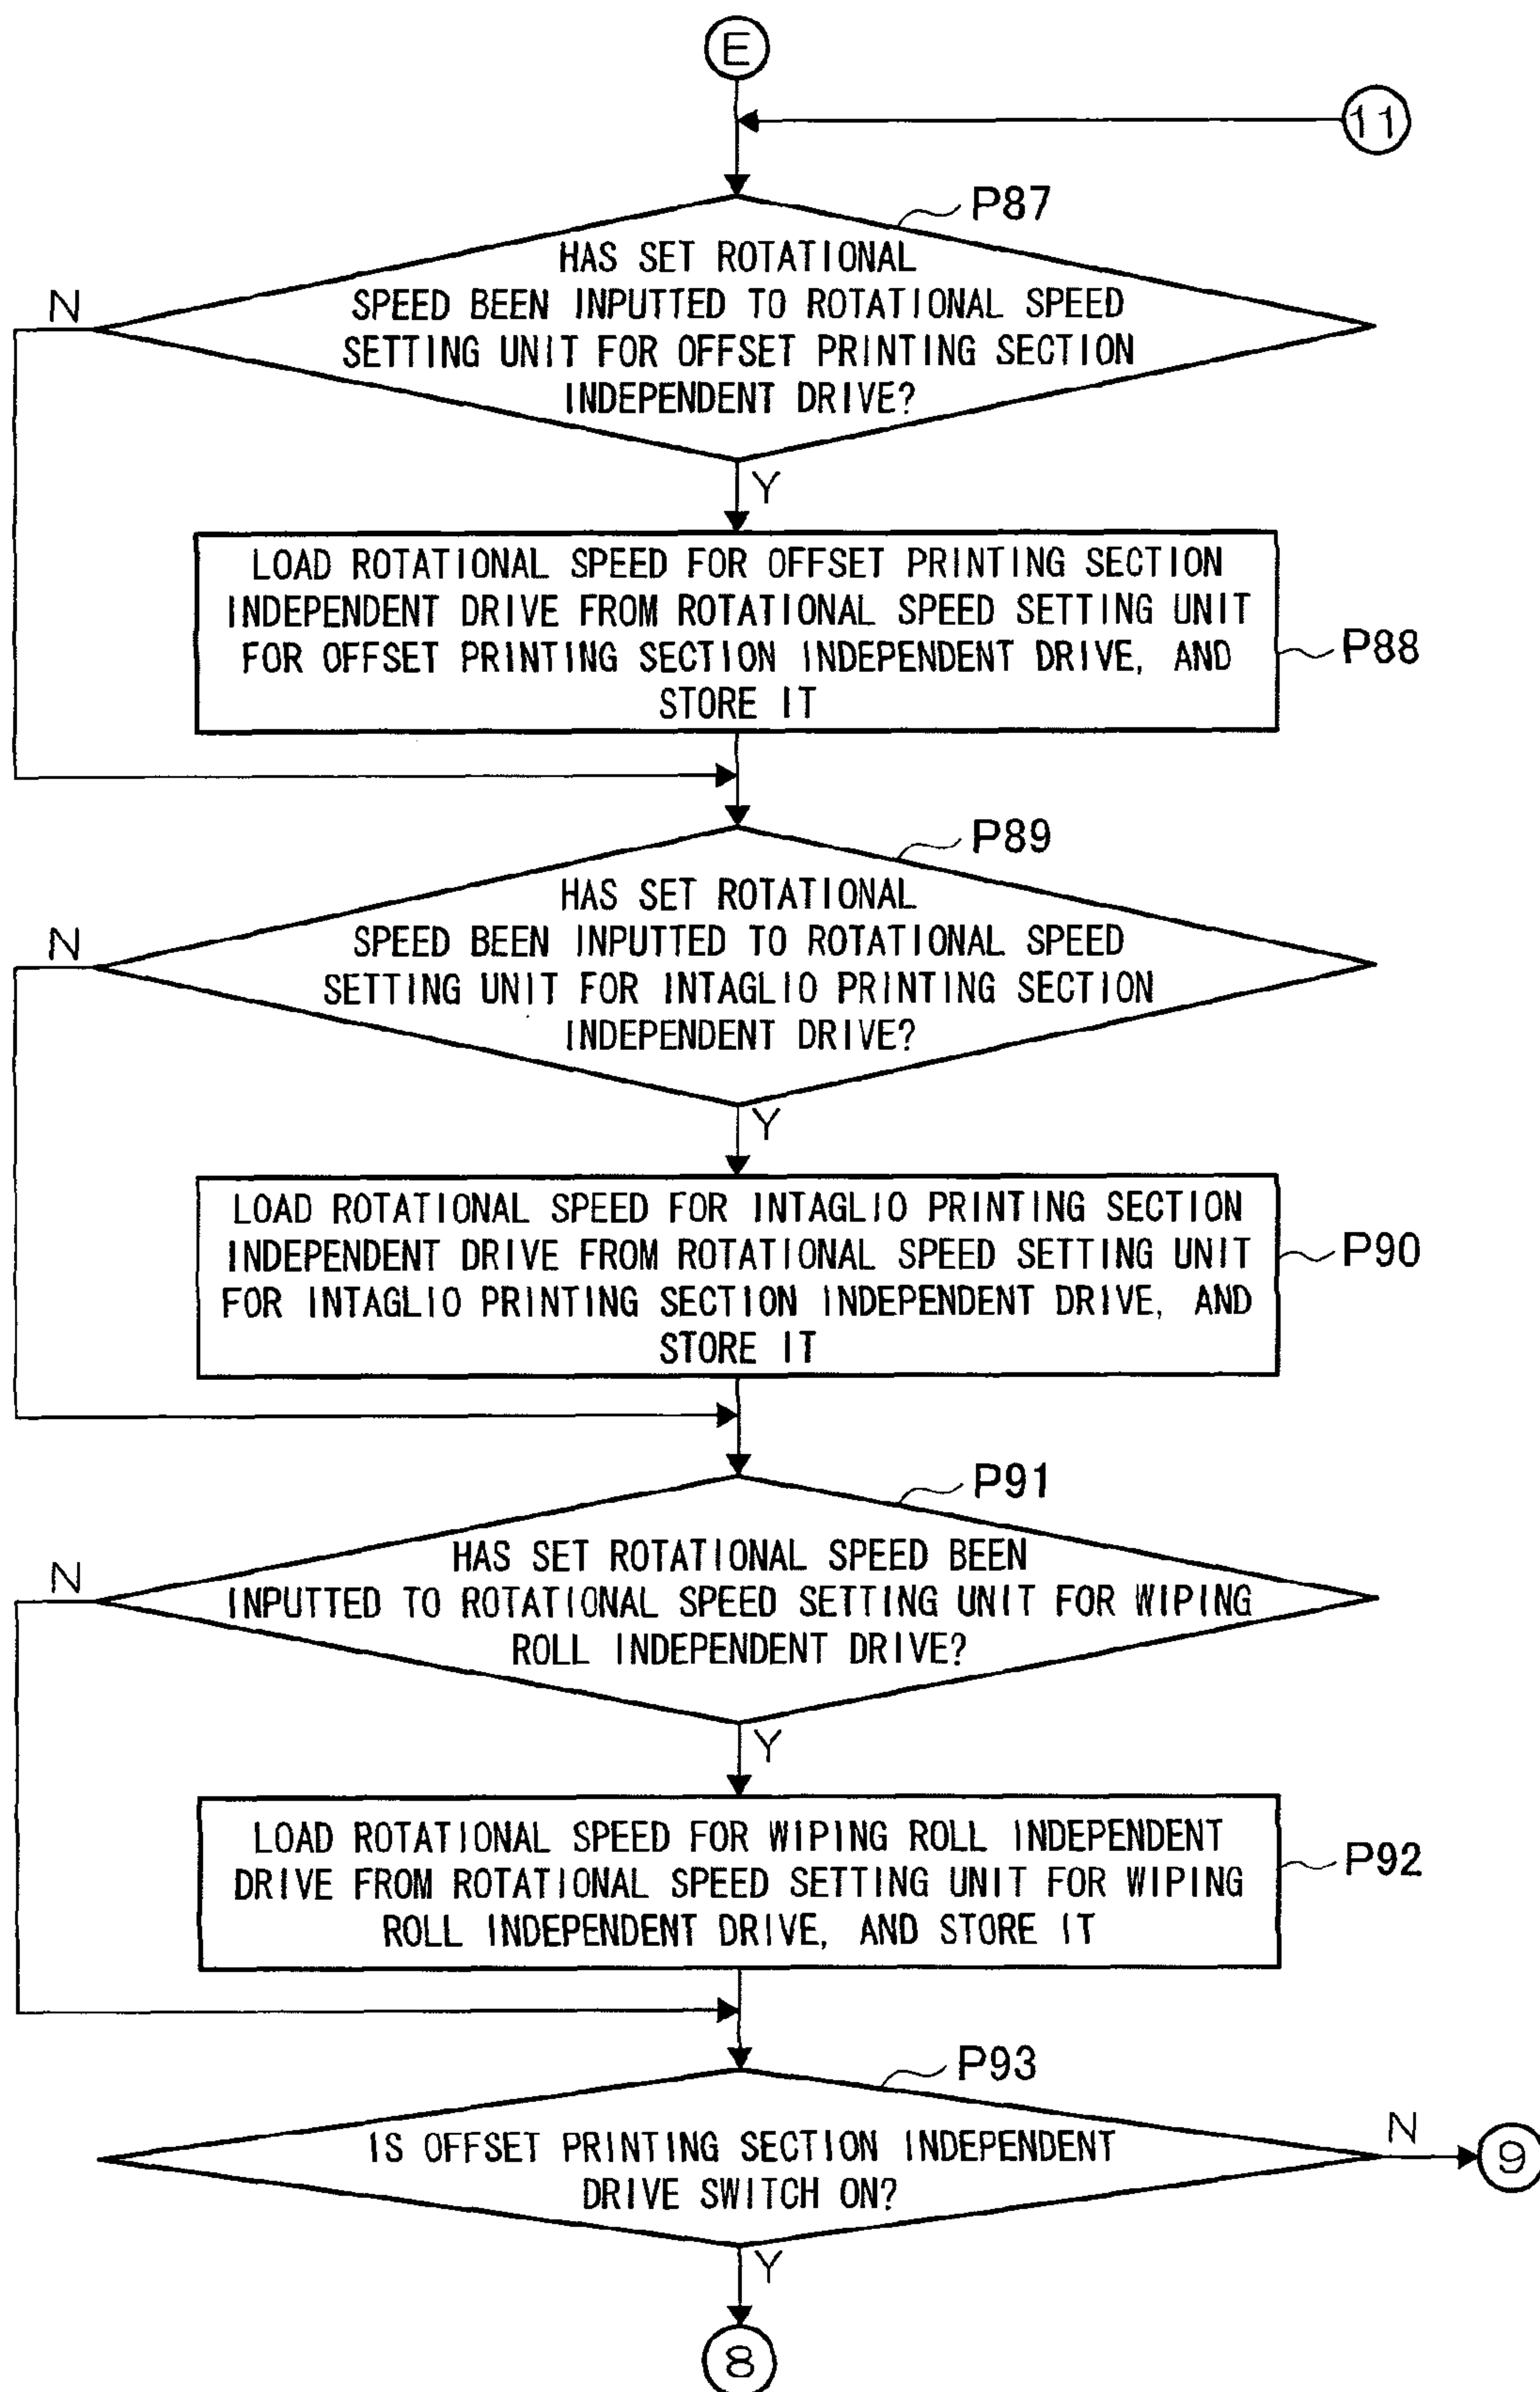 E
11
P87
HAS SET ROTATIONAL
SPEED BEEN INPUTTED TO ROTATIONAL SPEED
SETTING UNIT FOR OFFSET PRINTING SECTION
INDEPENDENT DRIVE?
N
Y
LOAD ROTATIONAL SPEED FOR OFFSET PRINTING SECTION
INDEPENDENT DRIVE FROM ROTATIONAL SPEED SETTING UNIT
FOR OFFSET PRINTING SECTION INDEPENDENT DRIVE, AND
STORE IT
P88
P89
HAS SET ROTATIONAL
SPEED BEEN INPUTTED TO ROTATIONAL SPEED
SETTING UNIT FOR INTAGLIO PRINTING SECTION
INDEPENDENT DRIVE?
N
Y
LOAD ROTATIONAL SPEED FOR INTAGLIO PRINTING SECTION
INDEPENDENT DRIVE FROM ROTATIONAL SPEED SETTING UNIT
FOR INTAGLIO PRINTING SECTION INDEPENDENT DRIVE, AND
STORE IT
P90
P91
HAS SET ROTATIONAL SPEED BEEN
INPUTTED TO ROTATIONAL SPEED SETTING UNIT FOR WIPING
ROLL INDEPENDENT DRIVE?
N
Y
LOAD ROTATIONAL SPEED FOR WIPING ROLL INDEPENDENT
DRIVE FROM ROTATIONAL SPEED SETTING UNIT FOR WIPING
ROLL INDEPENDENT DRIVE, AND STORE IT
P92
P93
IS OFFSET PRINTING SECTION INDEPENDENT
DRIVE SWITCH ON?
N
9
Y
8